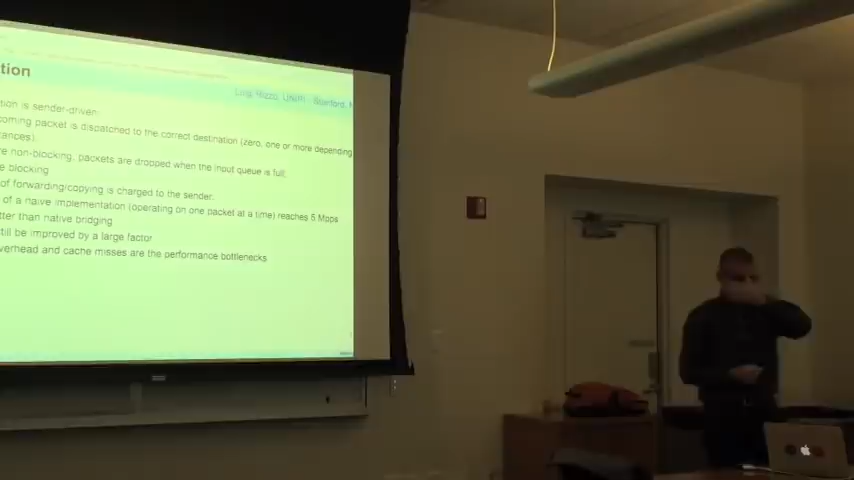 tion
Luigi Rizzo, UniPI - Stanford,
tion is sender-driven:
coming packet is dispatched to the correct destination (zero, one or more depending
tances).
re non-blocking, packets are dropped when the input queue is full;
e blocking
of forwarding/copying is charged to the sender.
of a naive implementation (operating on one packet at a time) reaches 5 Mpps
tter than native bridging
till be improved by a large factor
verhead and cache misses are the performance bottlenecks